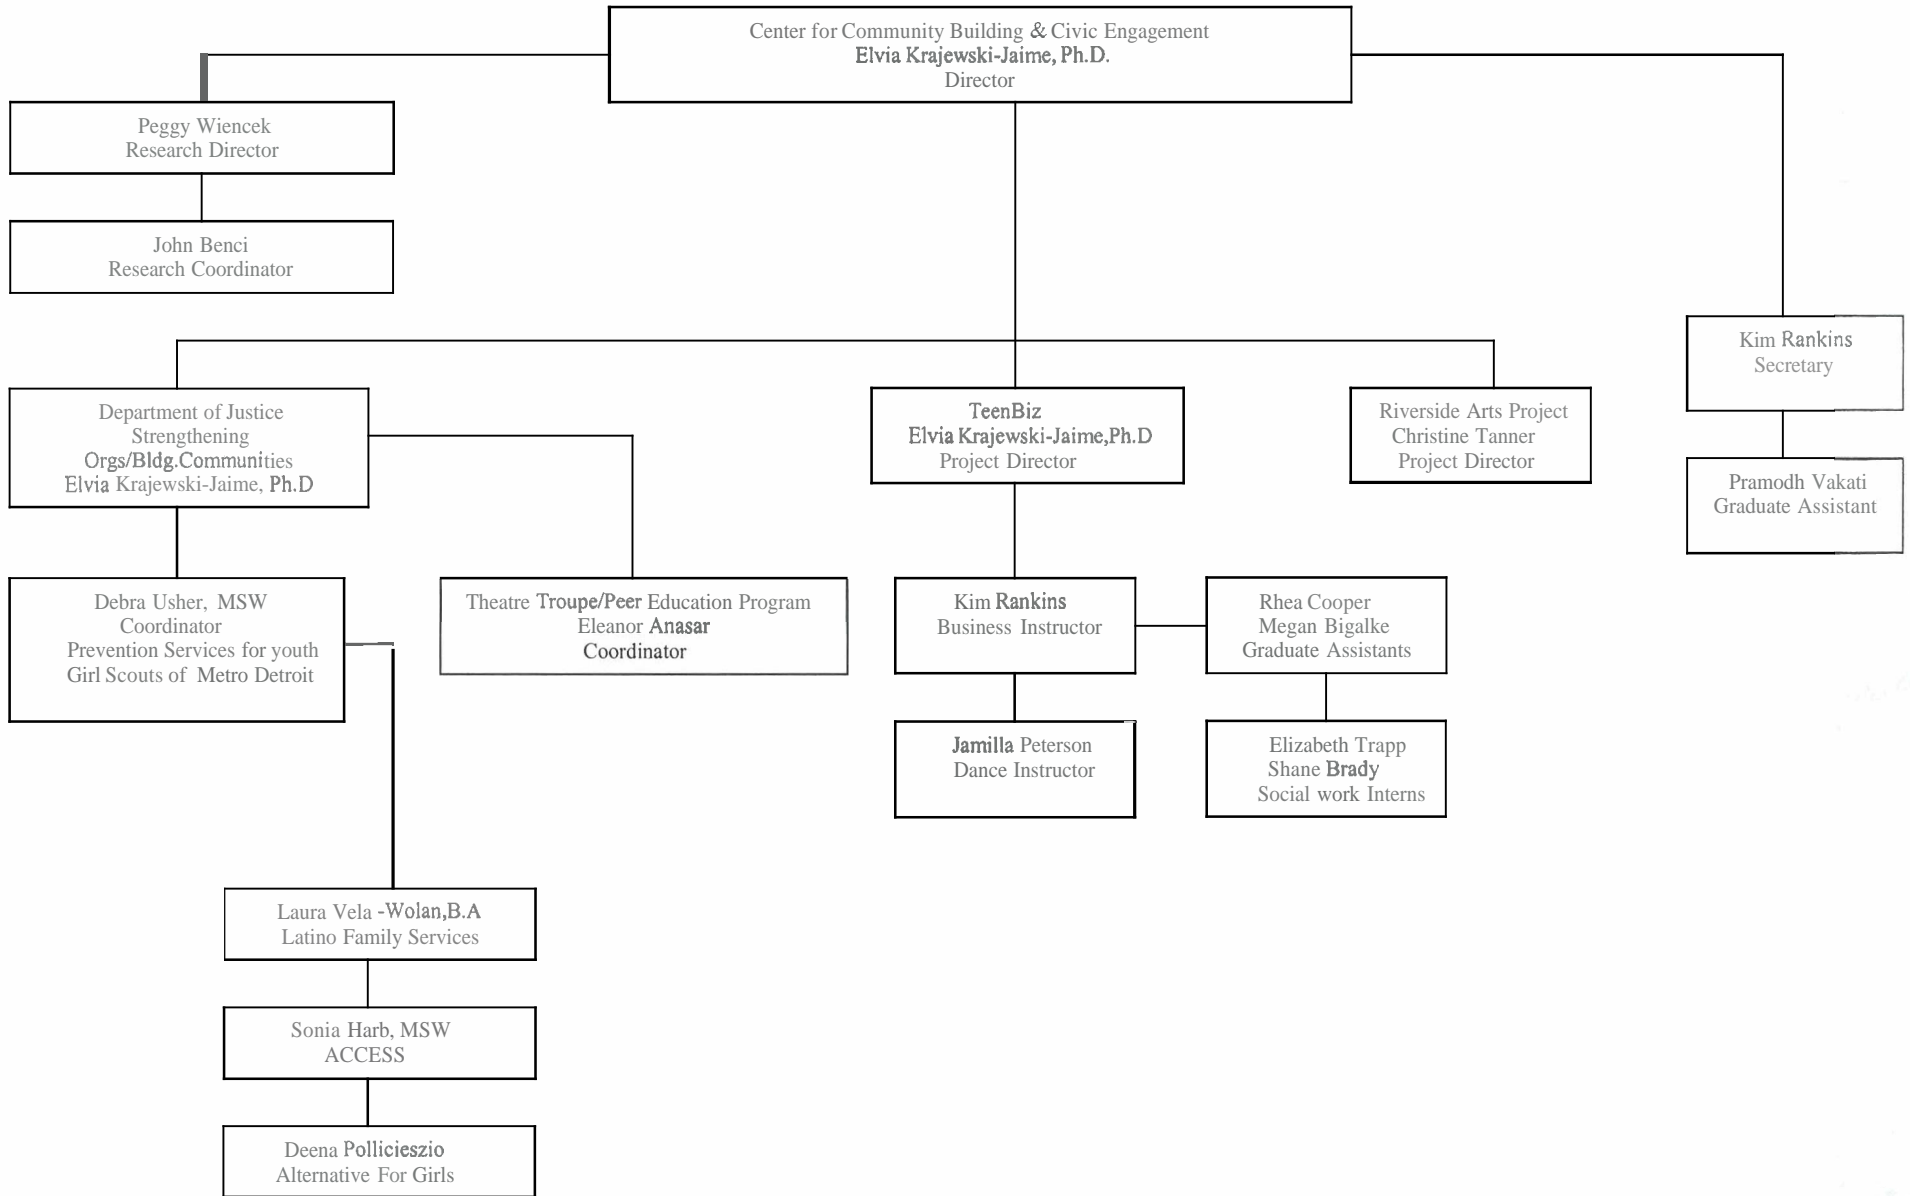 Center for Community Building & Civic Engagement
Elvia Krajewski-Jaime, Ph.D.
Director
Peggy Wiencek
Research Director
John Benci
Research Coordinator
Kim Rankins
Secretary
Pramodh Vakati
Graduate Assistant
Department of Justice
Strengthening
Orgs/Bldg.Communities
Elvia Krajewski-Jaime, Ph.D
TeenBiz
Elvia Krajewski-Jaime,Ph.D
Project Director
Riverside Arts Project
Christine Tanner
Project Director
Debra Usher, MSW
Coordinator
Prevention Services for youth
Girl Scouts of Metro Detroit
Theatre Troupe/Peer Education Program
Eleanor Anasar
Coordinator
Kim Rankins
Business Instructor
Rhea Cooper
Megan Bigalke
Graduate Assistants
Jamilla Peterson
Dance Instructor
Elizabeth Trapp
Shane Brady
Social work Interns
Laura Vela -Wolan,B.A
Latino Family Services
Sonia Harb, MSW
ACCESS
Deena Pollicieszio
Alternative For Girls